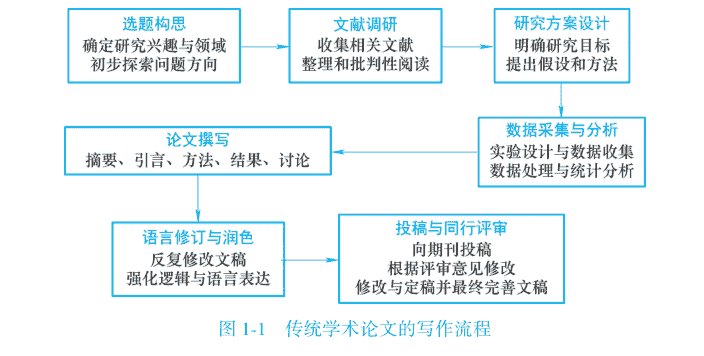 选题构思
确定研究兴趣与领域
初步探索问题方向
文献调研
收集相关文献
整理和批判性阅读
研究方案设计
明确研究目标
提出假设和方法
数据采集与分析
实验设计与数据收集
数据处理与统计分析
论文撰写
摘要、引言、方法、结果、讨论
语言修订与润色
反复修改文稿
强化逻辑与语言表达
投稿与同行评审
向期刊投稿
根据评审意见修改
修改与定稿并最终完善文稿
图 1-1 传统学术论文的写作流程